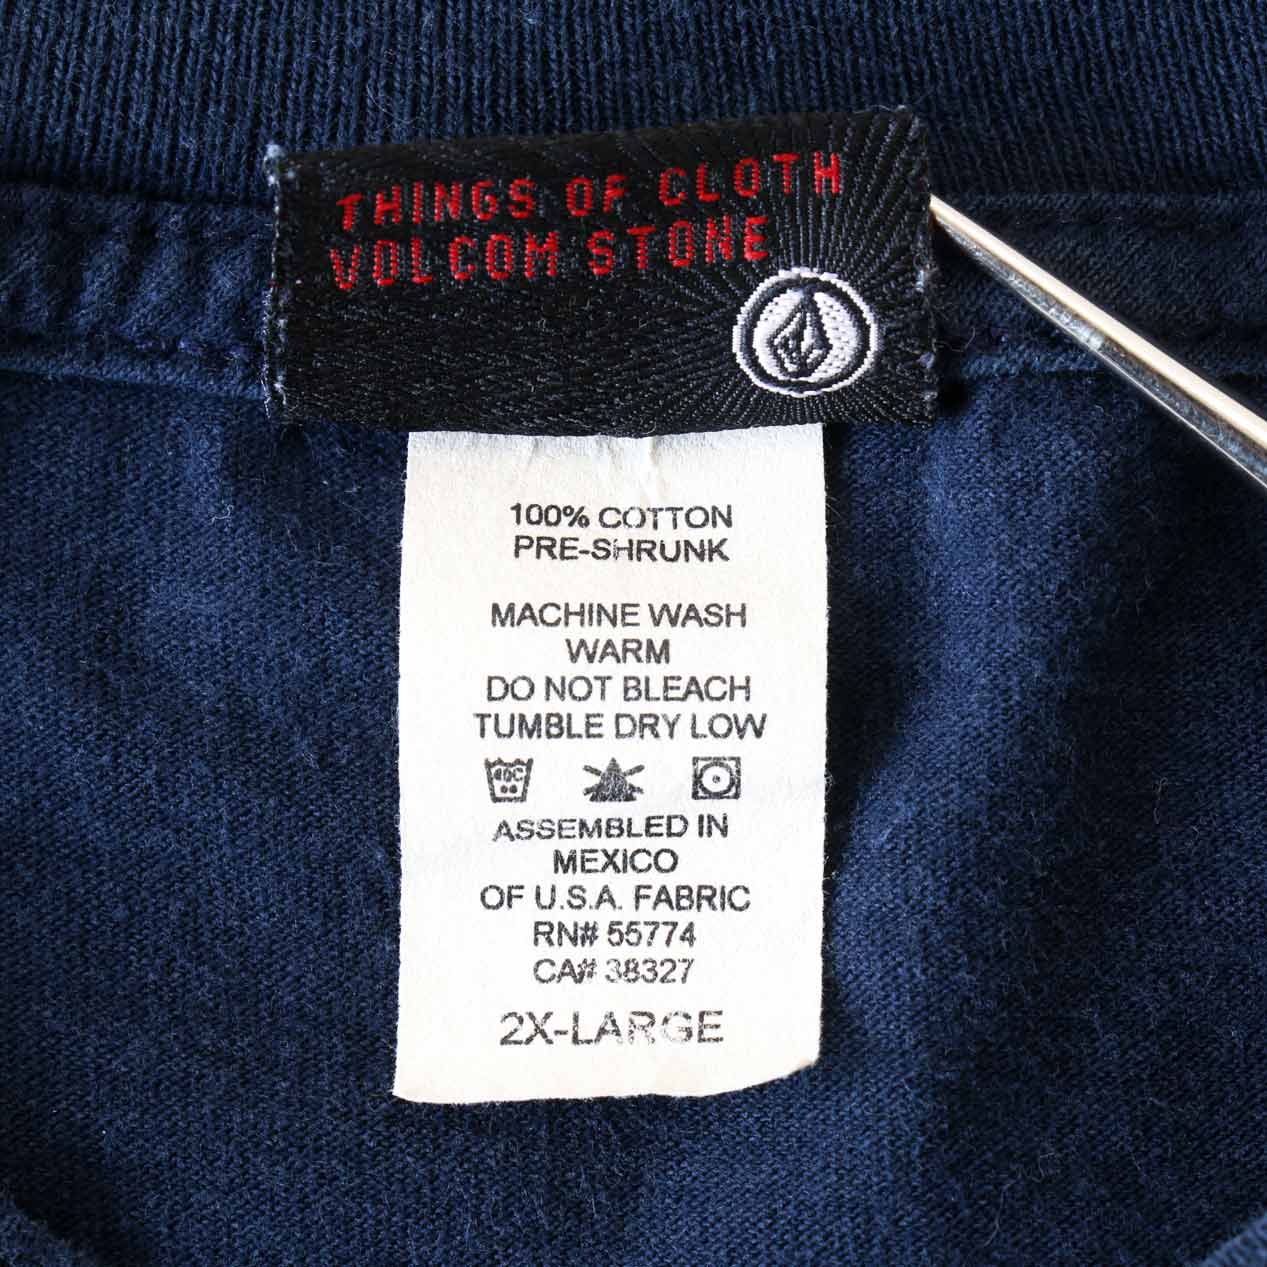 THINGS OF CLOTH
VOLCOM STONE
100% COTTON
PRE-SHRUNK
MACHINE WASH
WARM
DO NOT BLEACH
TUMBLE DRY LOW
40C
ASSEMBLED IN
MEXICO
OF U.S.A. FABRIC
RN# 55774
CA# 38327
2X-LARGE